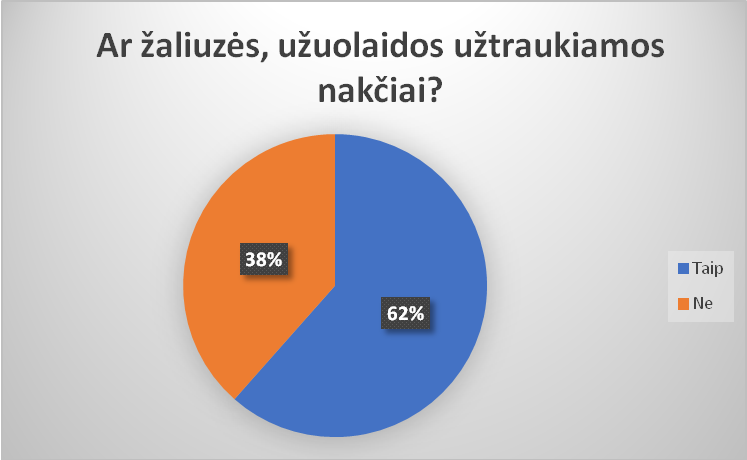 Ar žaliuzės, užuolaidos užtraukiamos
nakčiai?
38%
62%
Taip
Ne